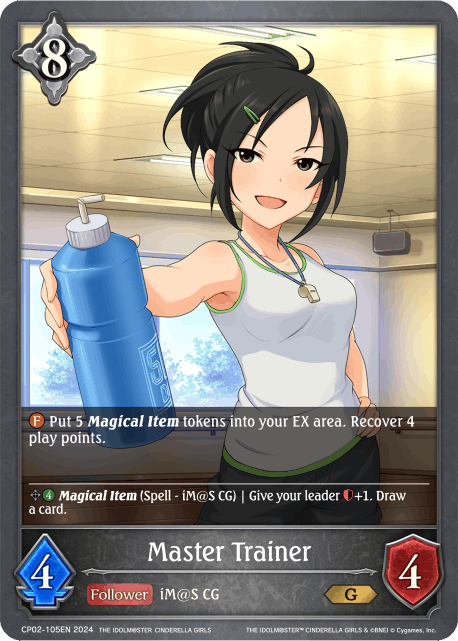 8
F Put 5 Magical Item tokens into your EX area. Recover 4
play points.
4 Magical Item (Spell - iM@S CG) | Give your leader +1. Draw
a card.
Master Trainer
4
Follower iM@S CG
G
4
CP02-105EN 2024 THE IDOLM@STER CINDERELLA GIRLS THE IDOLM@STER™ CINDERELLA GIRLS & ©BNEI © Cygames, Inc.